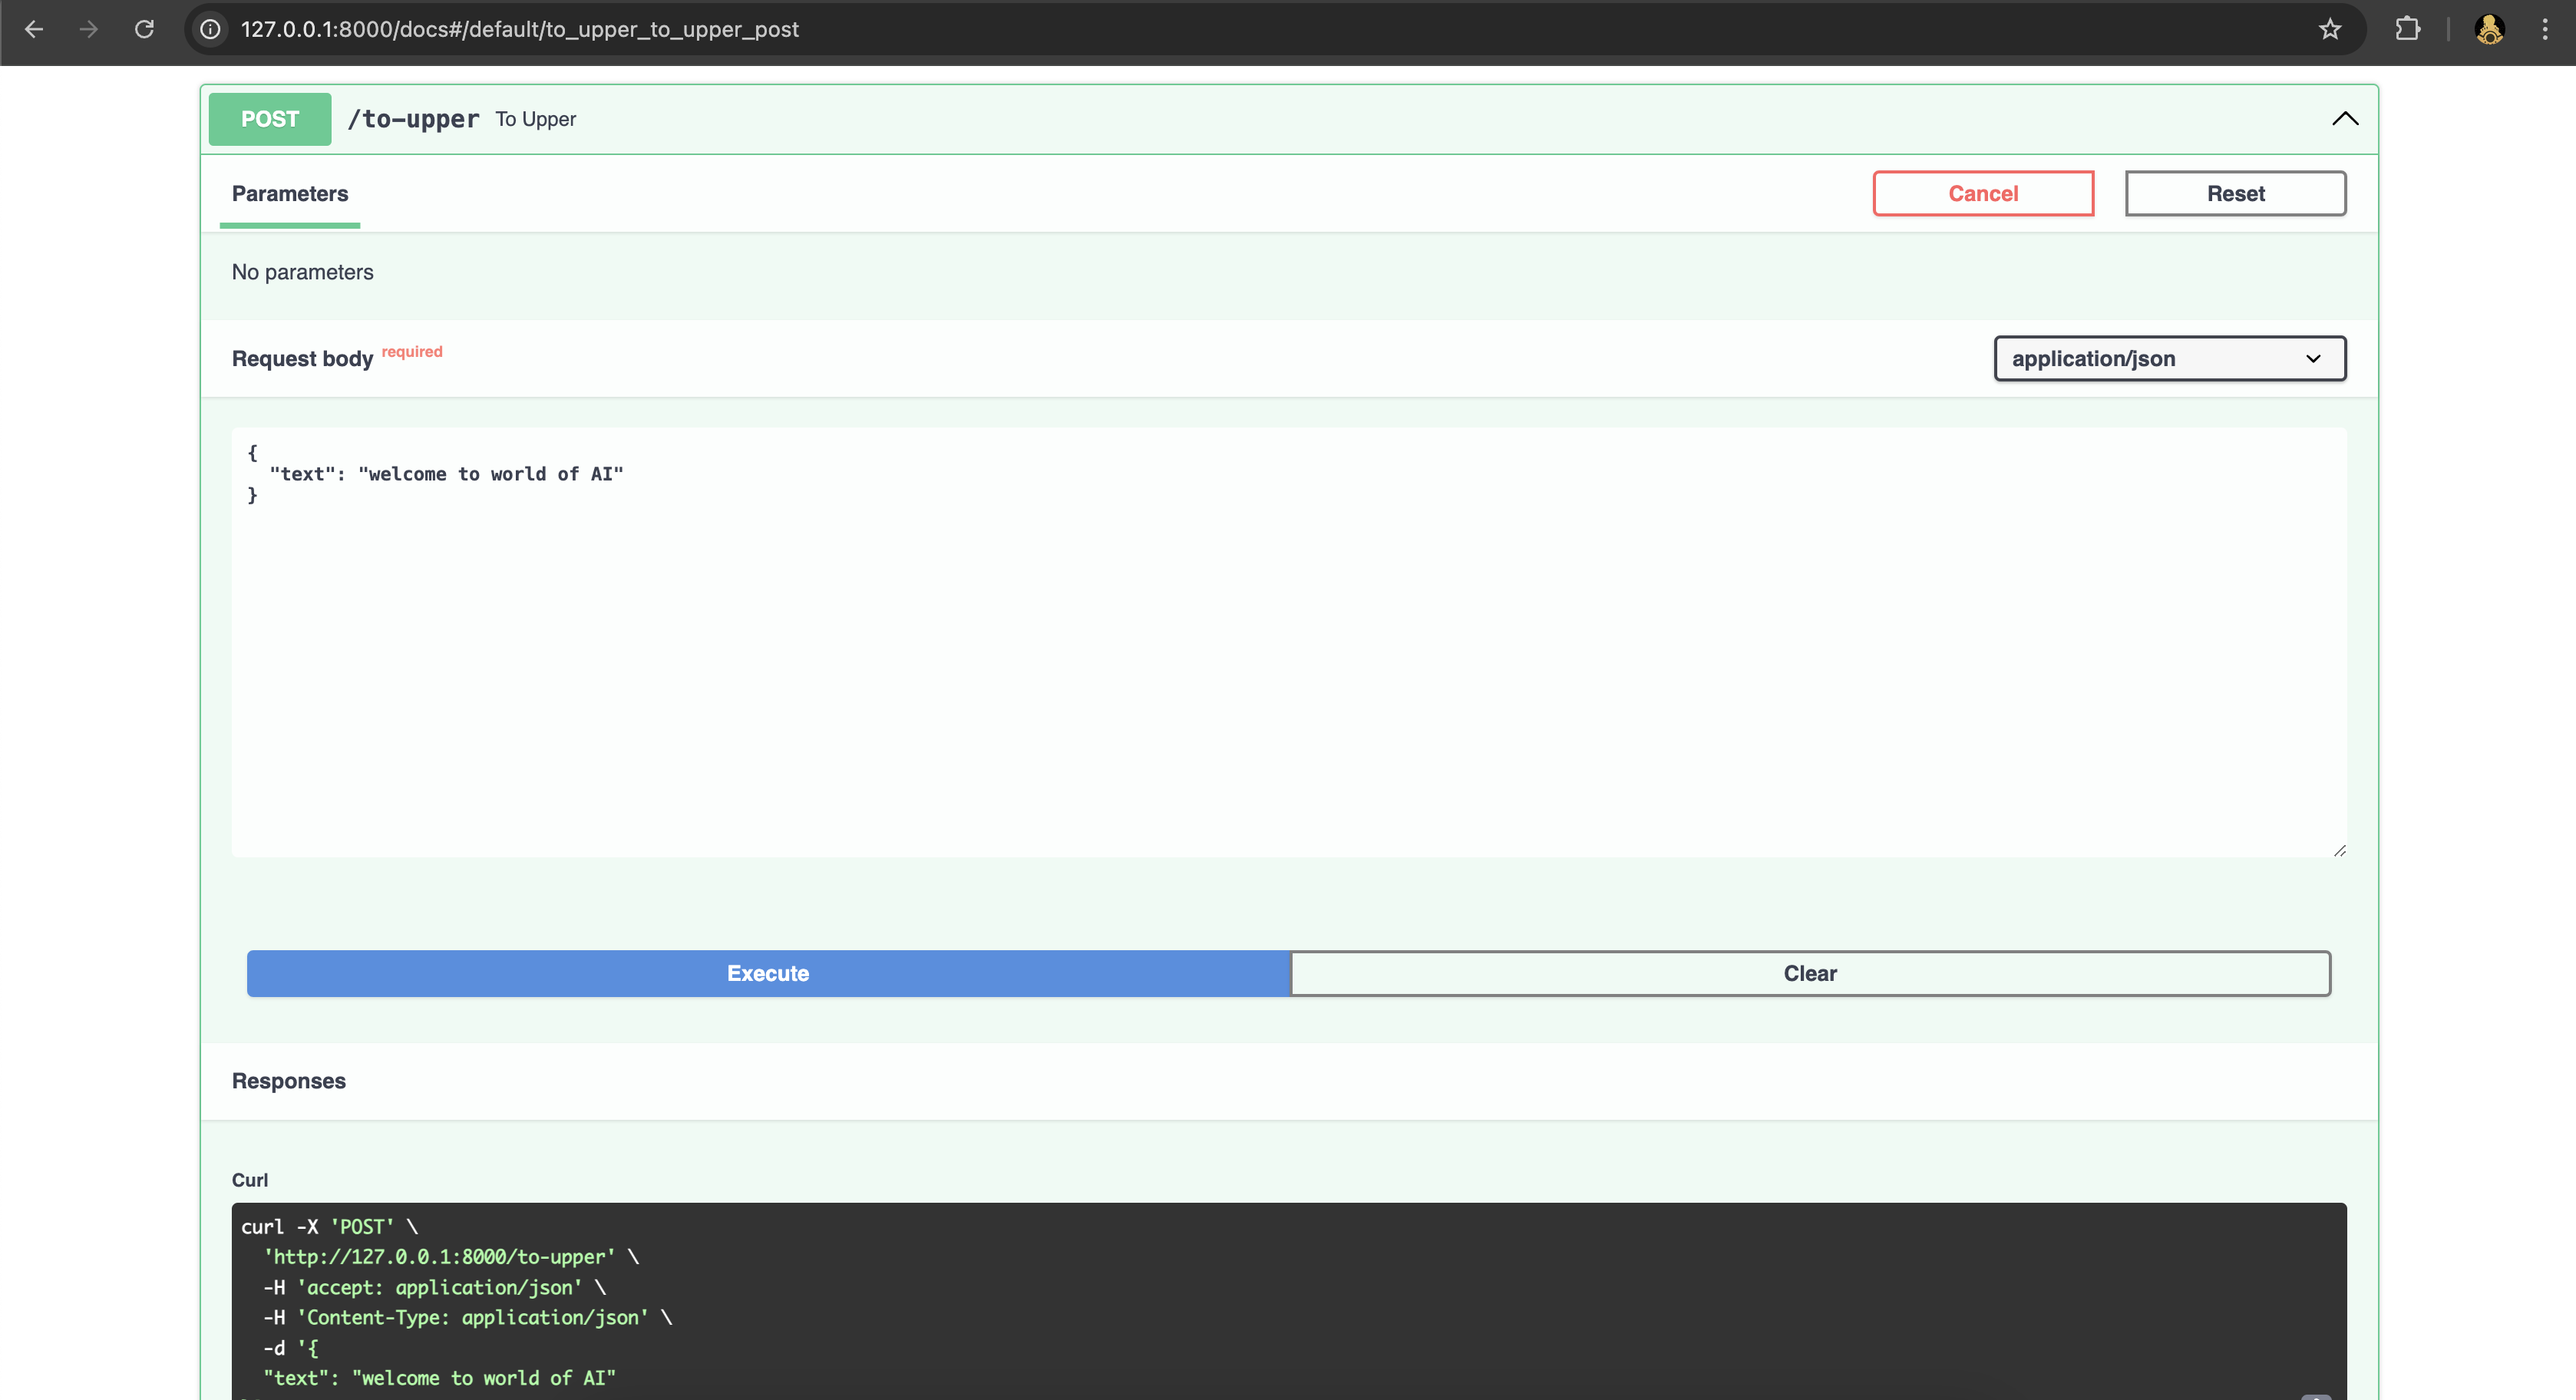 127.0.0.1:8000/docs#/default/to_upper_to_upper_post
POST /to-upper To Upper
Parameters Cancel Reset
No parameters
Request body required application/json
{
"text": "welcome to world of AI"
}
Execute Clear
Responses
Curl
curl -X 'POST' \
'http://127.0.0.1:8000/to-upper' \
-H 'accept: application/json' \
-H 'Content-Type: application/json' \
-d '{
"text": "welcome to world of AI"